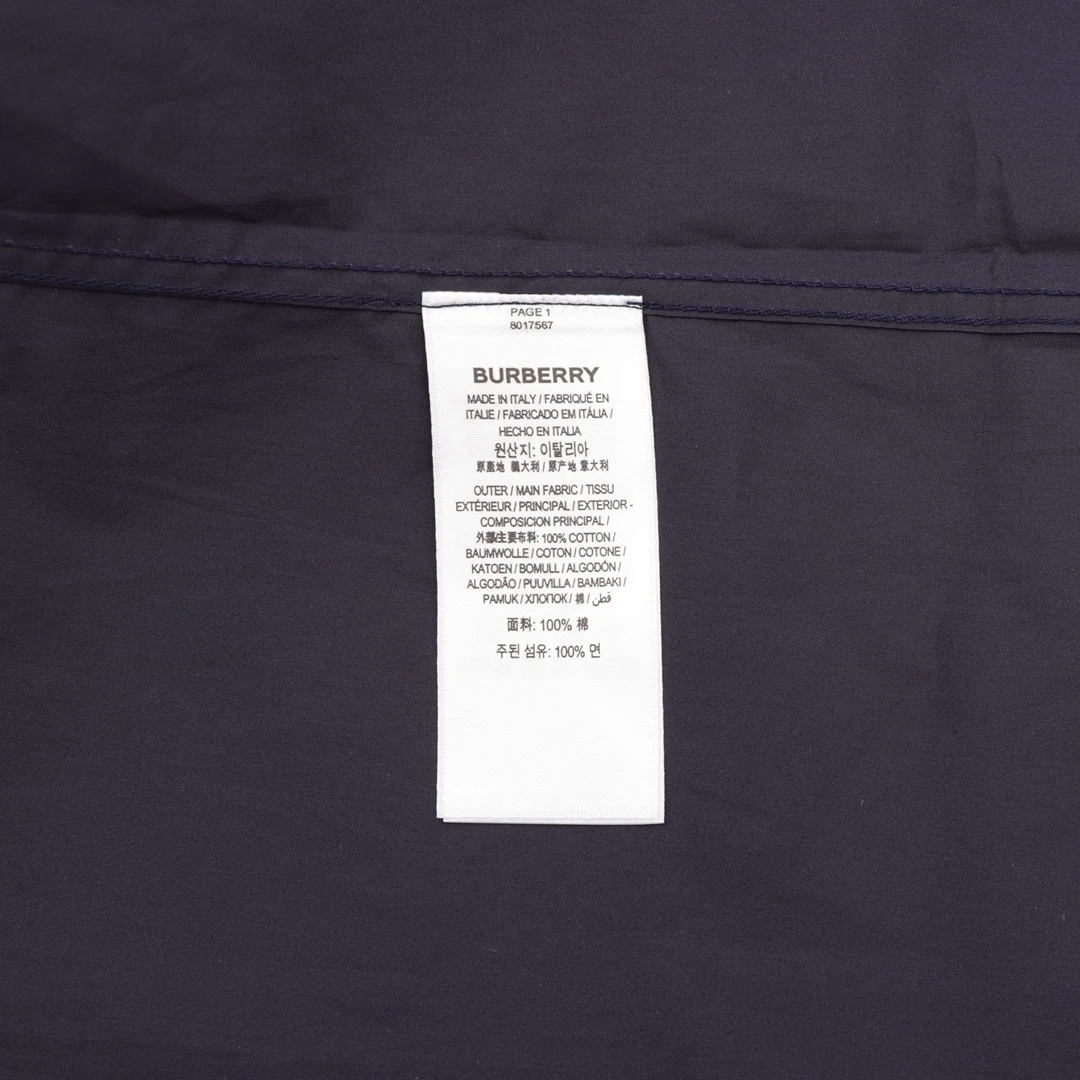 PAGE 1
8017567
BURBERRY
MADE IN ITALY / FABRIQUÉ EN
ITALIE / FABRICADO EM ITÁLIA /
HECHO EN ITALIA
원산지: 이탈리아
原產地 義大利 / 原产地 意大利
OUTER / MAIN FABRIC / TISSU
EXTÉRIEUR / PRINCIPAL / EXTERIOR -
COMPOSICION PRINCIPAL /
外部主要布料: 100% COTTON /
BAUMWOLLE / COTON / COTONE /
KATOEN / BOMULL / ALGODÓN /
ALGODÃO / PUUVILLA / BAMBAKI /
PAMUK / ХЛОПОК / 棉 / قطن
面料: 100% 棉
주된 섬유: 100% 면